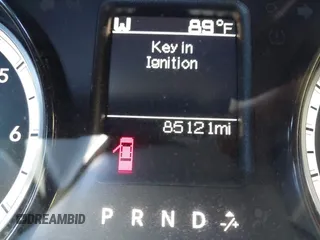 W 89°F
Key in
Ignition
5
85121mi
6
P R N D
DREAMBID